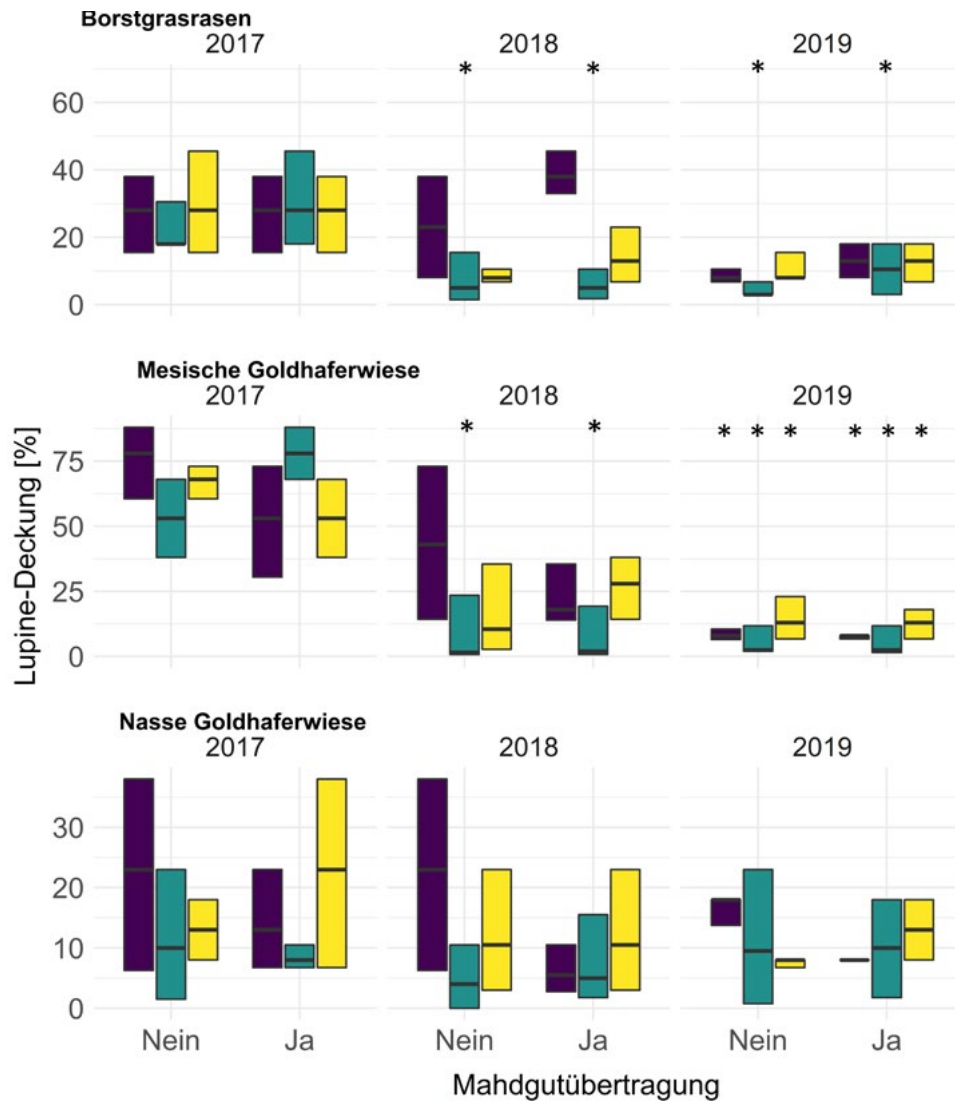 Borstgrasrasen
2017 2018 2019
* * * *
60
40
20
0
Mesische Goldhaferwiese
2017 2018 2019
* * * * * * * *
75
50
25
0
Lupine-Deckung [%]
Nasse Goldhaferwiese
2017 2018 2019
30
20
10
0
Nein Ja Nein Ja Nein Ja
Mahdgutübertragung